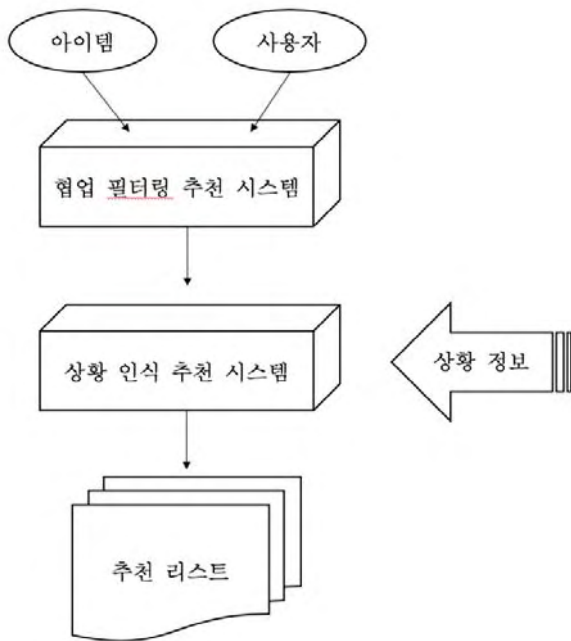 아이템
사용자
협업 필터링 추천 시스템
상황 인식 추천 시스템
상황 정보
추천 리스트